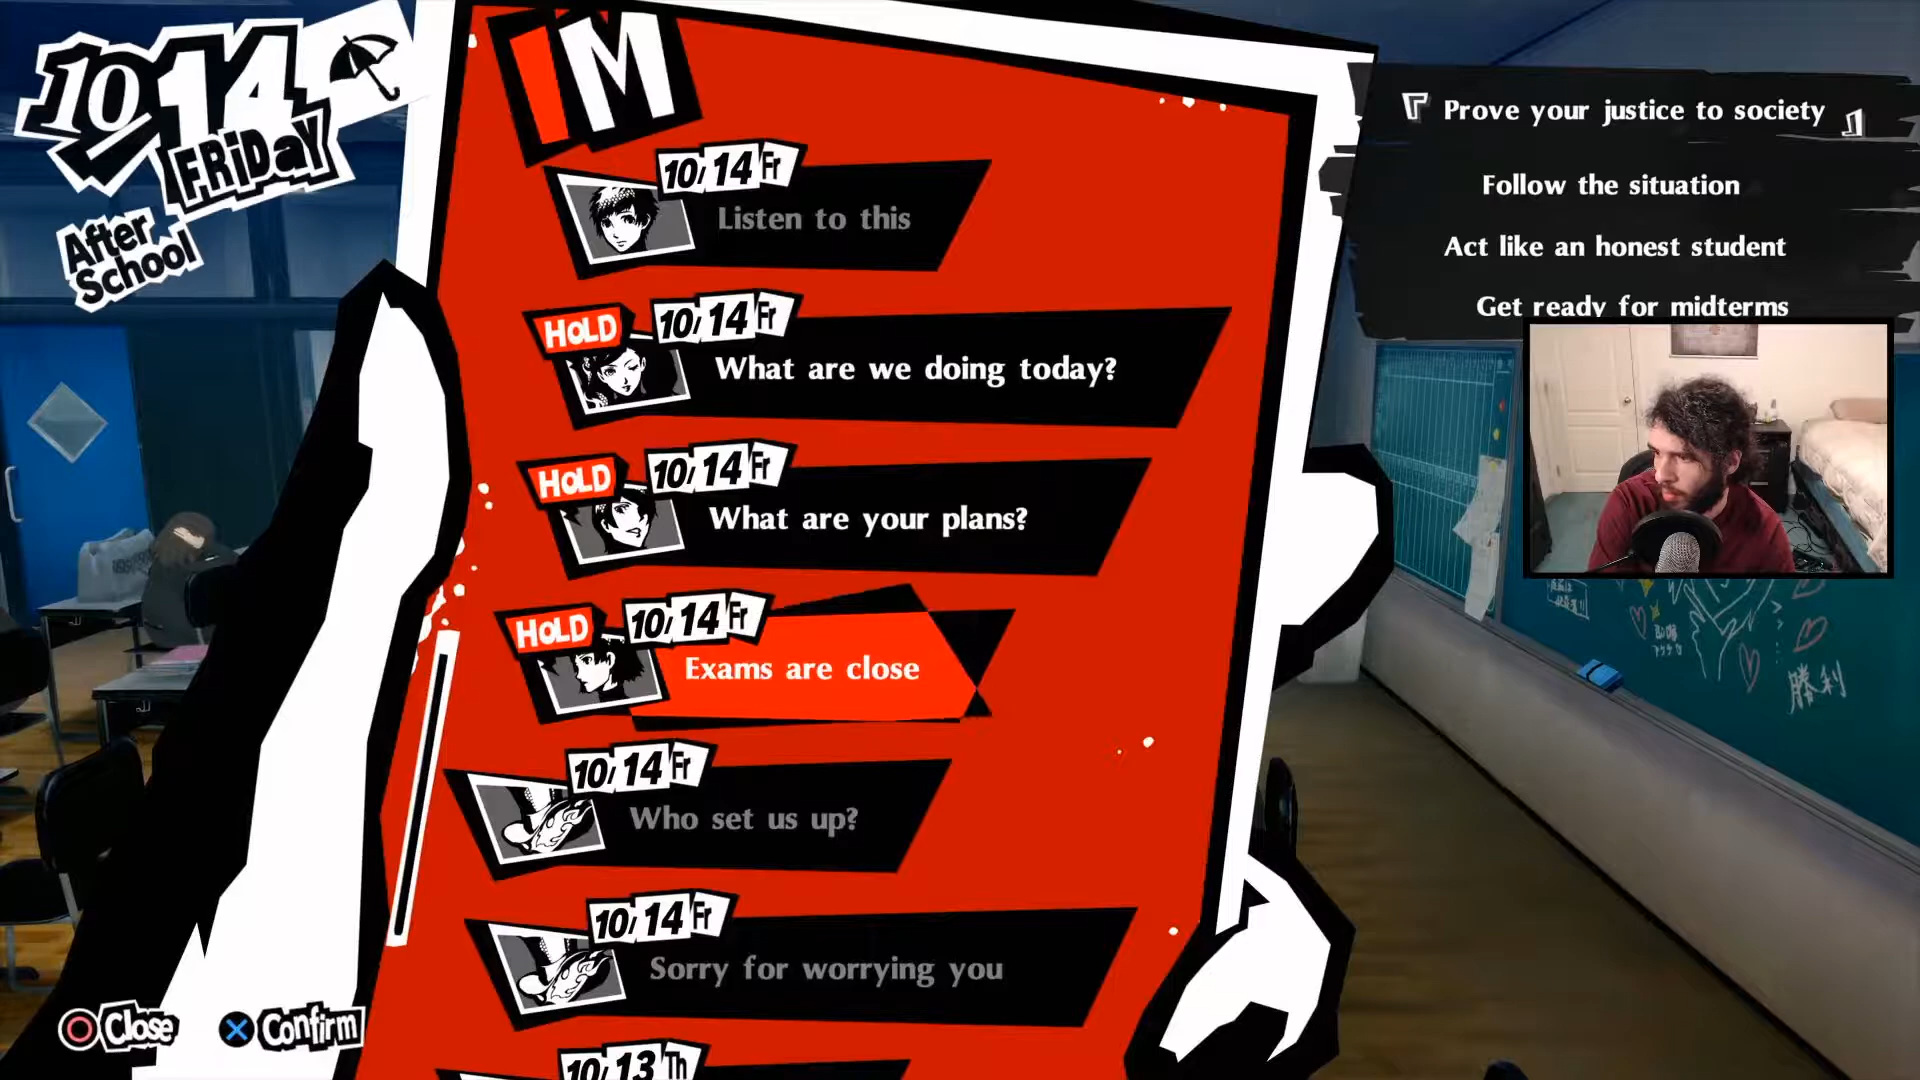 10/14
FRiDaY
After
School
IM
10/14 Fr
Listen to this
HOLD 10/14 Fr
What are we doing today?
HOLD 10/14 Fr
What are your plans?
HOLD 10/14 Fr
Exams are close
10/14 Fr
Who set us up?
10/14 Fr
Sorry for worrying you
10/13 Th
Close
Confirm
『Prove your justice to society』
Follow the situation
Act like an honest student
Get ready for midterms
勝利